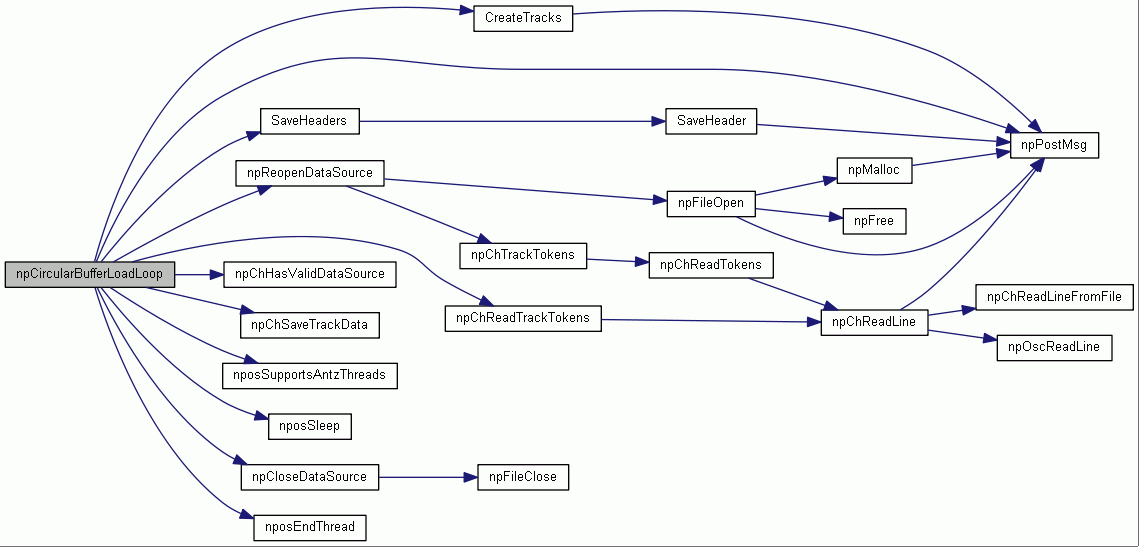 CreateTracks
SaveHeaders
SaveHeader
npPostMsg
npReopenDataSource
npMalloc
npFileOpen
npFree
npChTrackTokens
npChReadTokens
npCircularBufferLoadLoop
npChHasValidDataSource
npChReadLineFromFile
npChSaveTrackData
npChReadTrackTokens
npChReadLine
npOscReadLine
nposSupportsAntzThreads
nposSleep
npCloseDataSource
npFileClose
nposEndThread